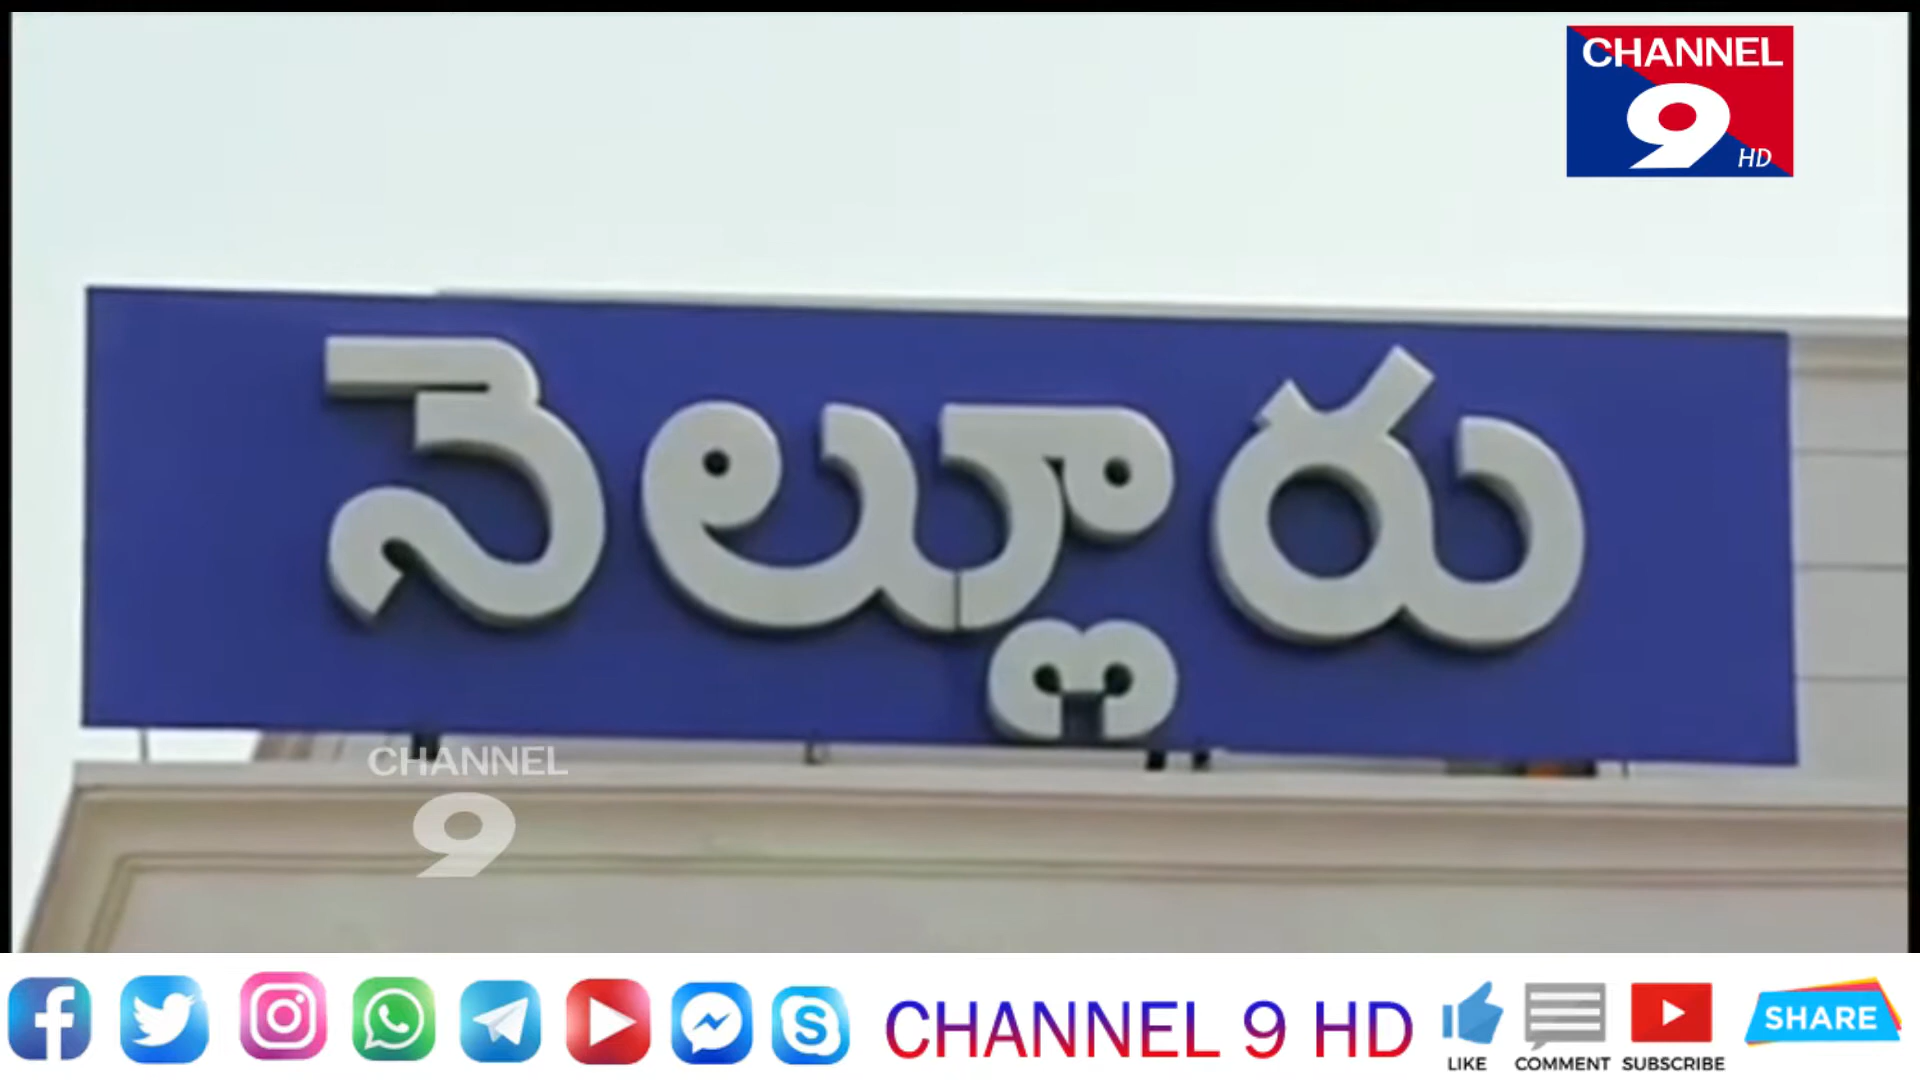 CHANNEL
9
HD
నెల్లూరు
CHANNEL
9
CHANNEL 9 HD
LIKE
COMMENT
SUBSCRIBE
SHARE